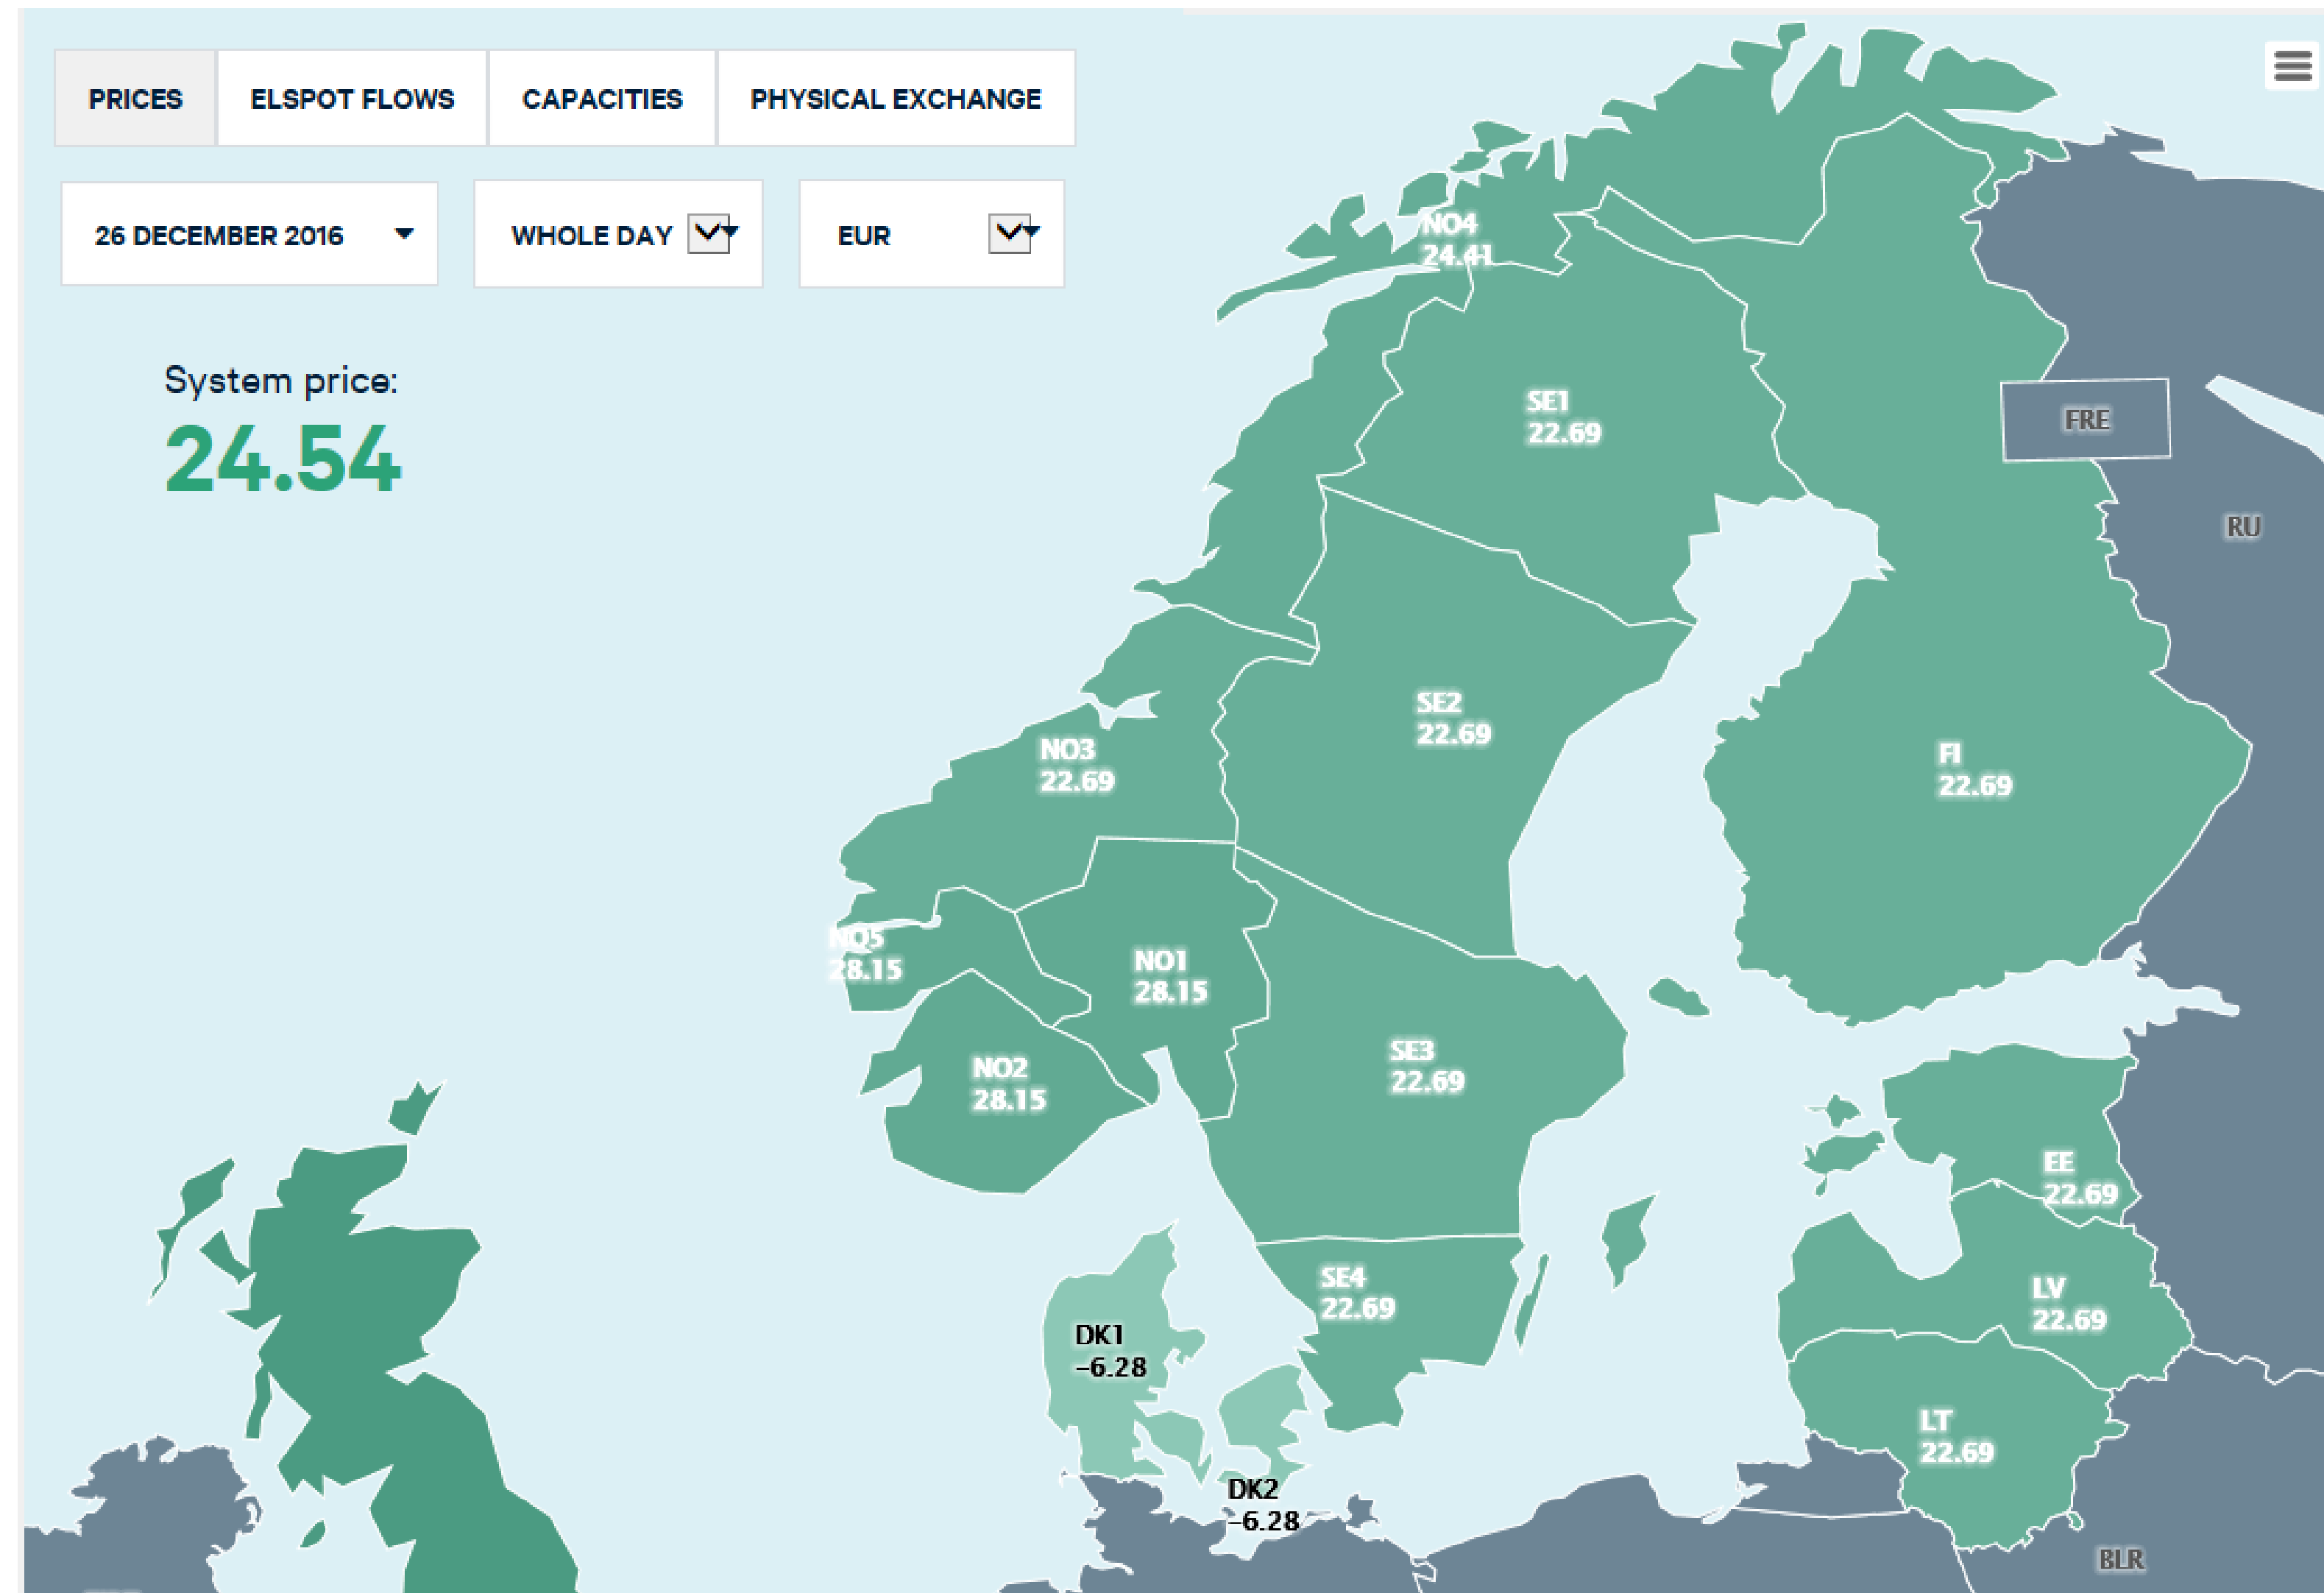 PRICES ELSPOT FLOWS CAPACITIES PHYSICAL EXCHANGE
26 DECEMBER 2016 WHOLE DAY EUR
System price:
24.54
NO4
24.41
SE1
22.69
FRE
RU
SE2
22.69
NO3
22.69
FI
22.69
NO5
28.15
NO1
28.15
SE3
22.69
NO2
28.15
EE
22.69
SE4
22.69
LV
22.69
DK1
–6.28
LT
22.69
DK2
–6.28
BLR